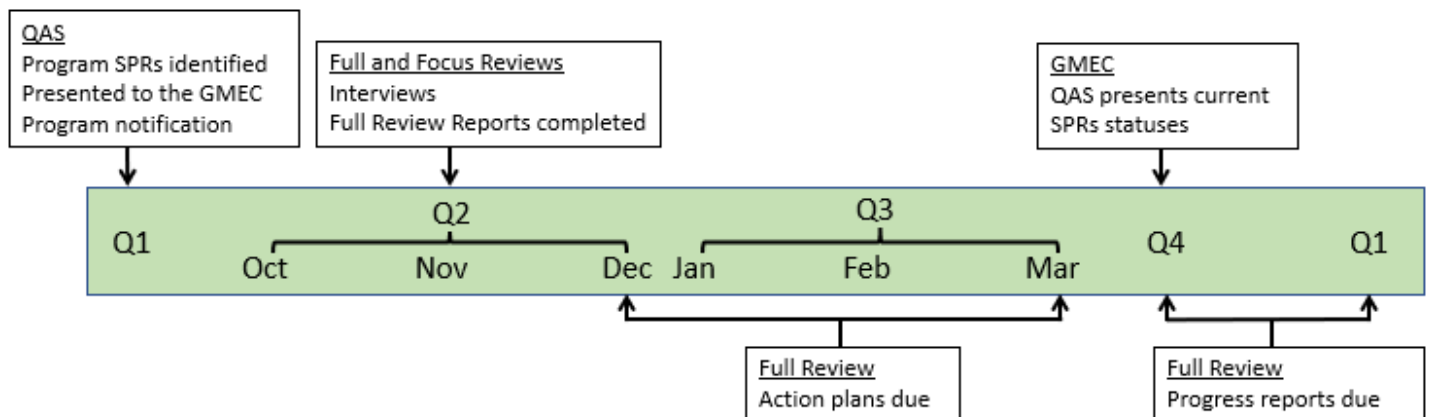 QAS
Program SPRs identified
Presented to the GMEC
Program notification
Full and Focus Reviews
Interviews
Full Review Reports completed
GMEC
QAS presents current
SPRs statuses
Q1
Q2
Oct
Nov
Dec
Q3
Jan
Feb
Mar
Q4
Q1
Full Review
Action plans due
Full Review
Progress reports due